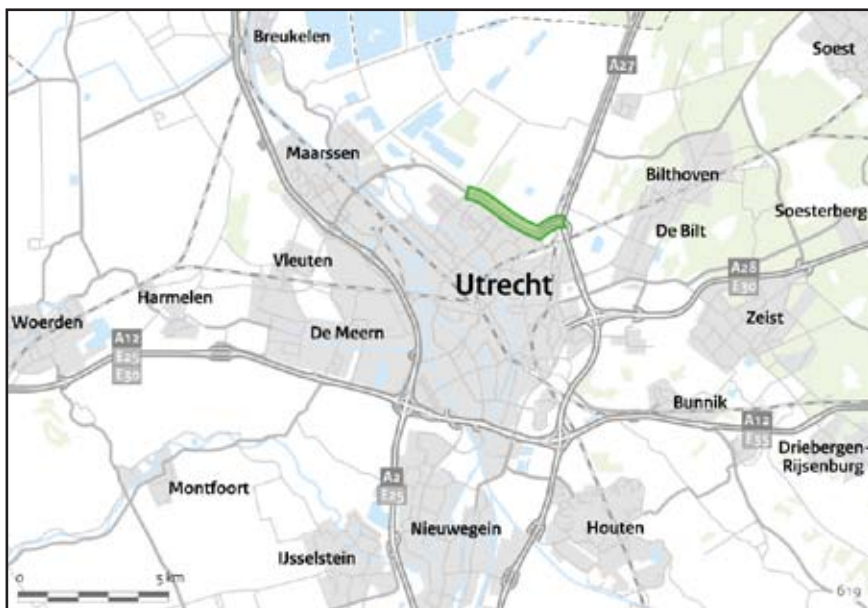 Breukelen
Soest
A27
Maarssen
Bilthoven
Soesterberg
De Bilt
Vleuten
Utrecht
A28
E30
Harmelen
Zeist
Woerden
De Meern
A12
E25
E30
Bunnik
A12
E35
Driebergen-
Rijsenburg
A2
E25
Montfoort
Nieuwegein
Houten
IJsselstein
0 5 km